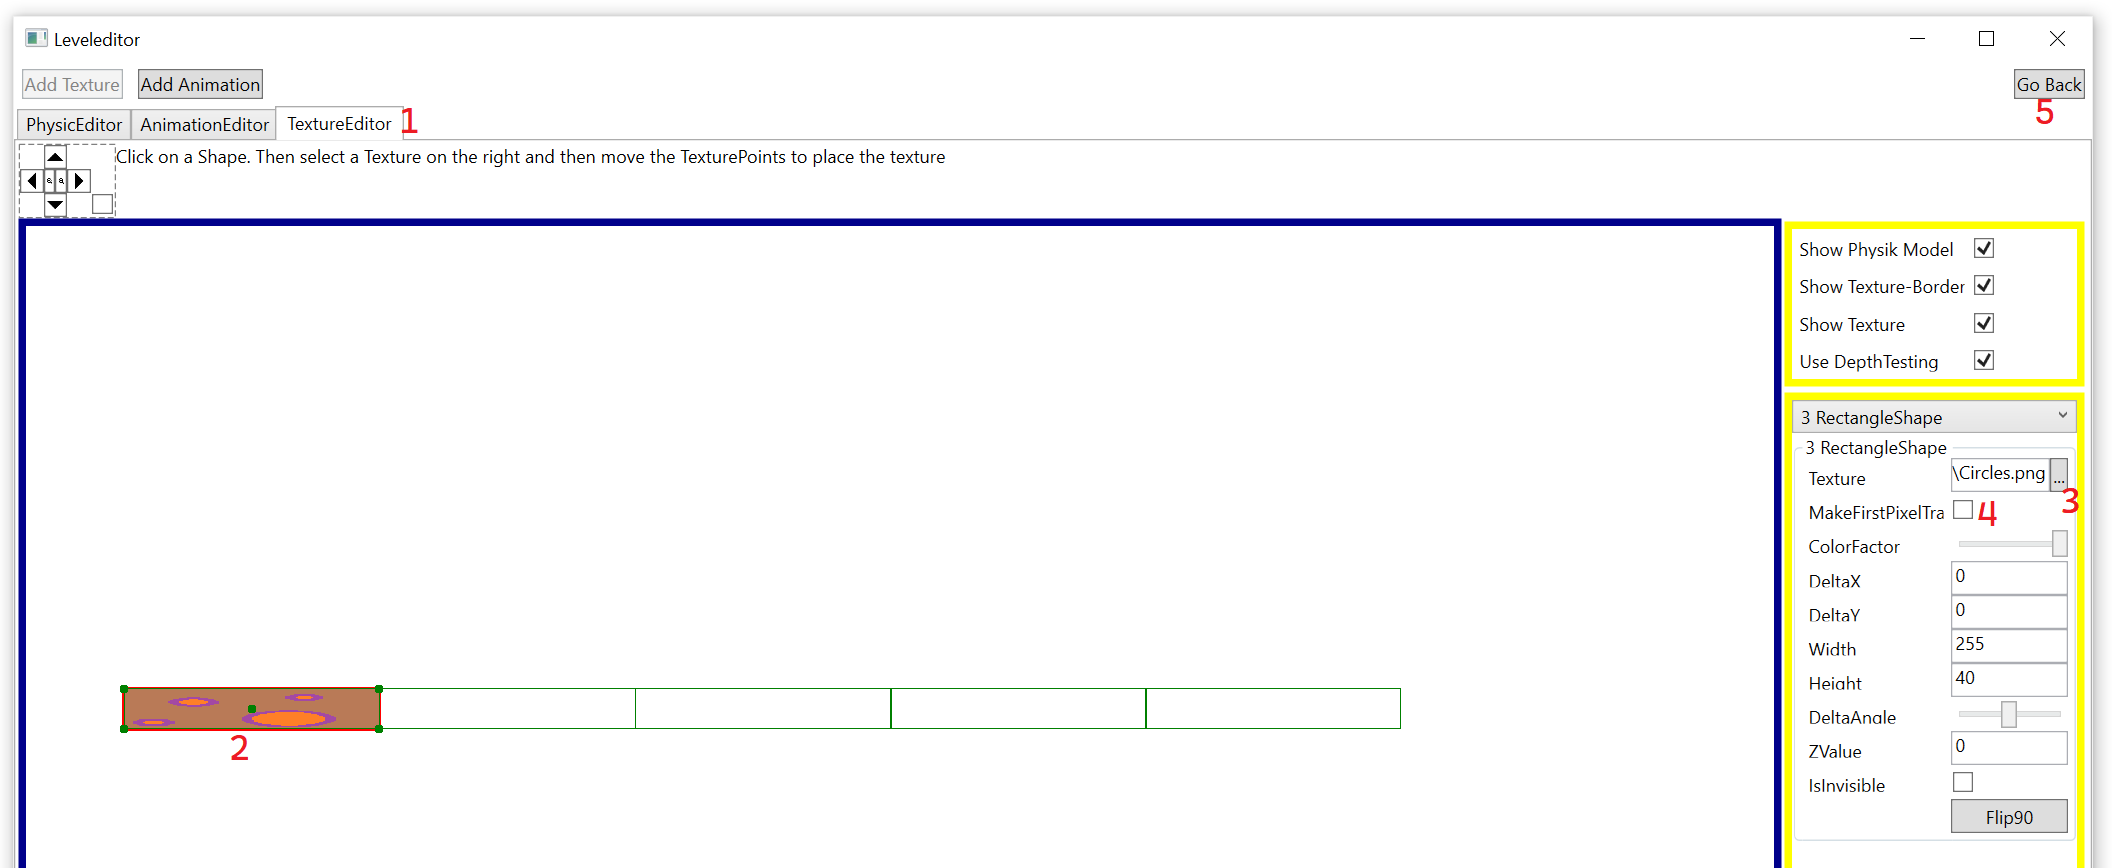 Leveleditor
Add Texture Add Animation Go Back
PhysicEditor AnimationEditor TextureEditor 1 5
Click on a Shape. Then select a Texture on the right and then move the TexturePoints to place the texture
Show Physik Model
Show Texture-Border
Show Texture
Use DepthTesting
3 RectangleShape
3 RectangleShape
Texture \Circles.png ...
3
MakeFirstPixelTra 4
ColorFactor
DeltaX 0
DeltaY 0
Width 255
Height 40
DeltaAngle
2
ZValue 0
IsInvisible
Flip90